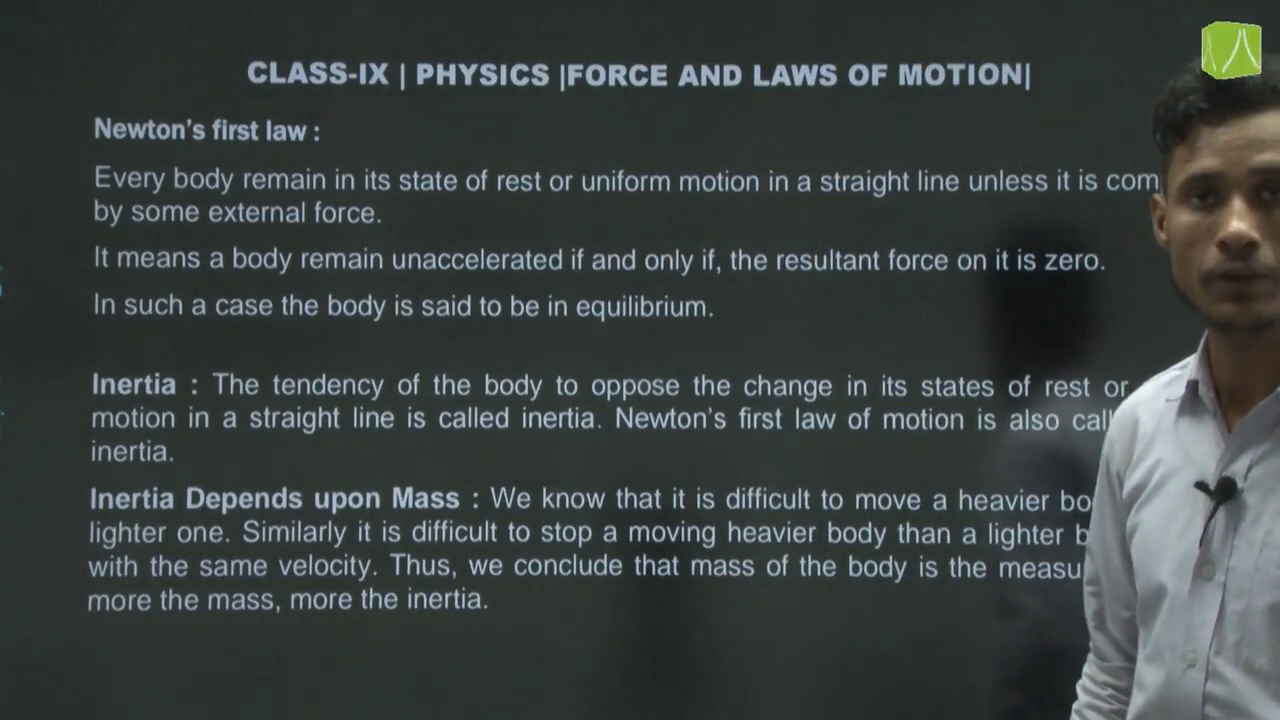 CLASS-IX | PHYSICS |FORCE AND LAWS OF MOTION|
Newton's first law :
Every body remain in its state of rest or uniform motion in a straight line unless it is
by some external force.
It means a body remain unaccelerated if and only if, the resultant force on it is zero.
In such a case the body is said to be in equilibrium.
Inertia : The tendency of the body to oppose the change in its states of rest or
motion in a straight line is called inertia. Newton's first law of motion is also
inertia.
Inertia Depends upon Mass : We know that it is difficult to move a heavier
lighter one. Similarly it is difficult to stop a moving heavier body than a lighter
with the same velocity. Thus, we conclude that mass of the body is the
more the mass, more the inertia.